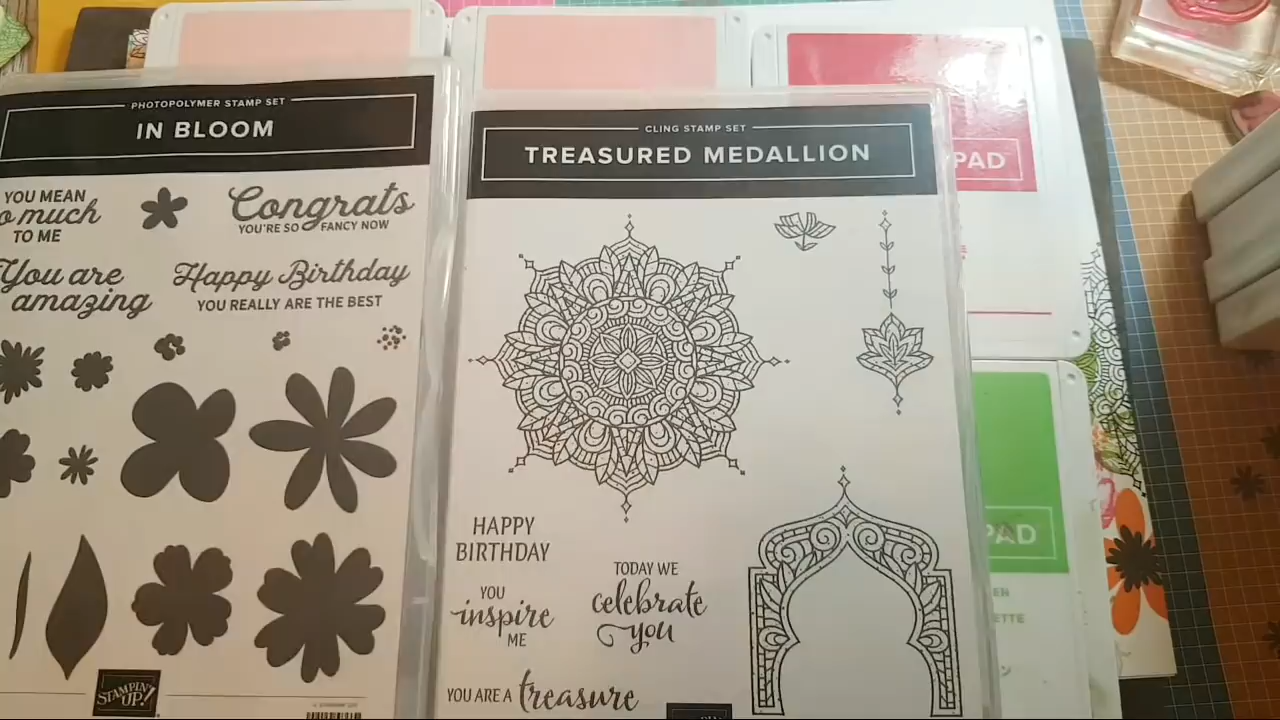 PHOTOPOLYMER STAMP SET
IN BLOOM
YOU MEAN
so much
TO ME
Congrats
YOU'RE SO FANCY NOW
You are
amazing
Happy Birthday
YOU REALLY ARE THE BEST
STAMPIN' UP!
CLING STAMP SET
TREASURED MEDALLION
HAPPY
BIRTHDAY
YOU
inspire
ME
TODAY WE
celebrate
you
YOU ARE A treasure
PAD
PAD